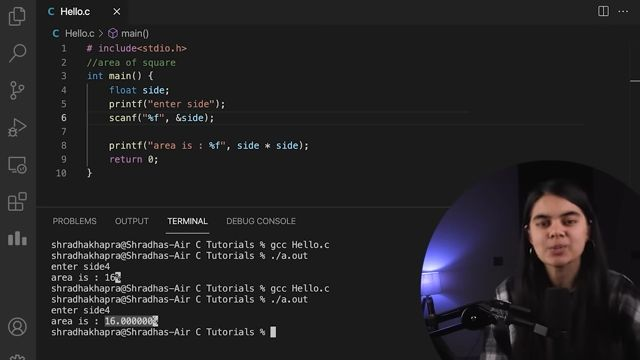 Hello.c
Hello.c > main()
1 # include<stdio.h>
2 //area of square
3 int main() {
4 float side;
5 printf("enter side");
6 scanf("%f", &side);
7
8 printf("area is : %f", side * side);
9 return 0;
10 }
PROBLEMS OUTPUT TERMINAL DEBUG CONSOLE
shradhakhapra@Shradhas-Air C Tutorials % gcc Hello.c
shradhakhapra@Shradhas-Air C Tutorials % ./a.out
enter side4
area is : 16%
shradhakhapra@Shradhas-Air C Tutorials % gcc Hello.c
shradhakhapra@Shradhas-Air C Tutorials % ./a.out
enter side4
area is : 16.000000%
shradhakhapra@Shradhas-Air C Tutorials %